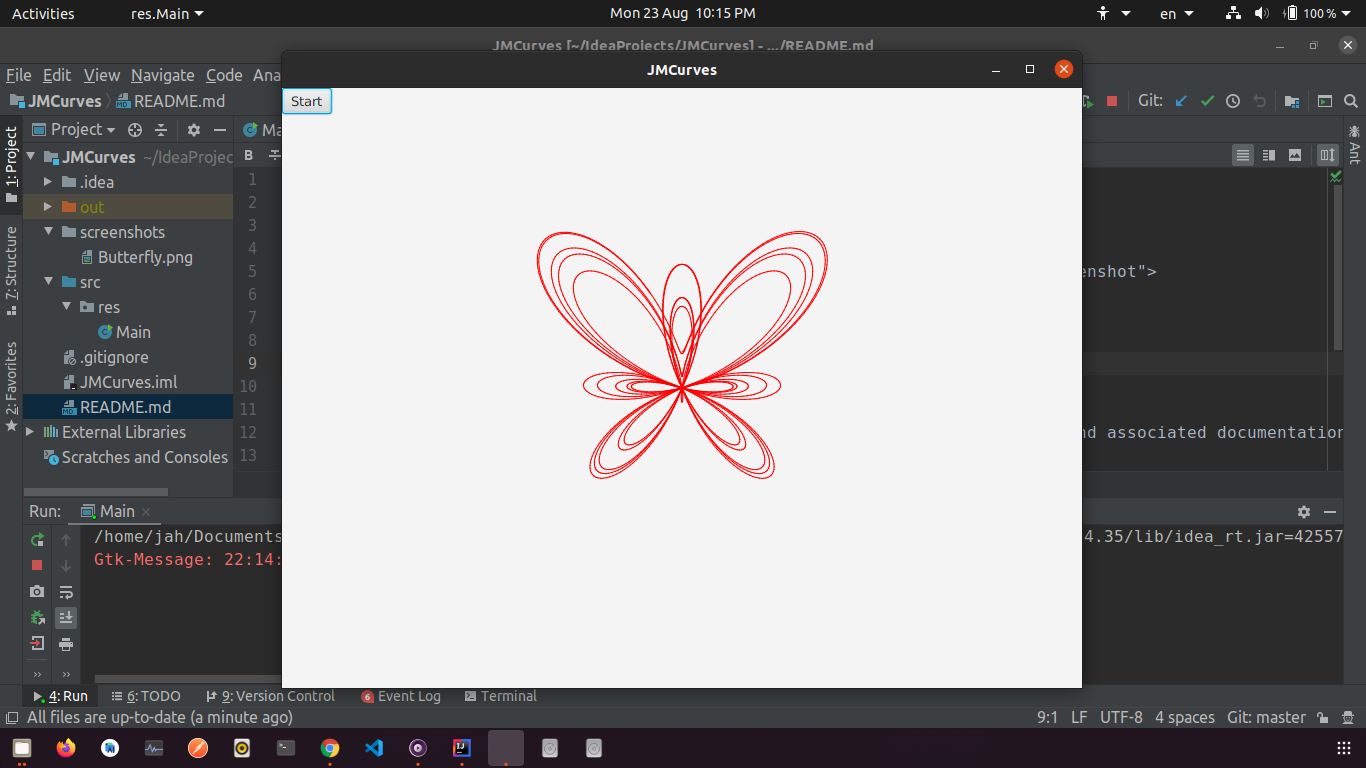 Activities
res.Main
Mon 23 Aug 10:15 PM
en
100 %
JMCurves [~/IdeaProjects/JMCurves] - .../README.md
JMCurves
File Edit View Navigate Code Ana
JMCurves
README.md
Git:
Start
1: Project
Project
Ma
Ant
JMCurves ~/IdeaProjec
.idea
out
screenshots
Butterfly.png
src
res
Main
.gitignore
JMCurves.iml
README.md
External Libraries
Scratches and Consoles
7: Structure
2: Favorites
B
1
2
3
4
5
6
7
8
9
10
11
12
13
enshot">
nd associated documentation
Run:
Main
/home/jah/Documents
4.35/lib/idea_rt.jar=42557
Gtk-Message: 22:14:
4: Run
6: TODO
9: Version Control
6
Event Log
Terminal
All files are up-to-date (a minute ago)
9:1 LF UTF-8 4 spaces Git: master